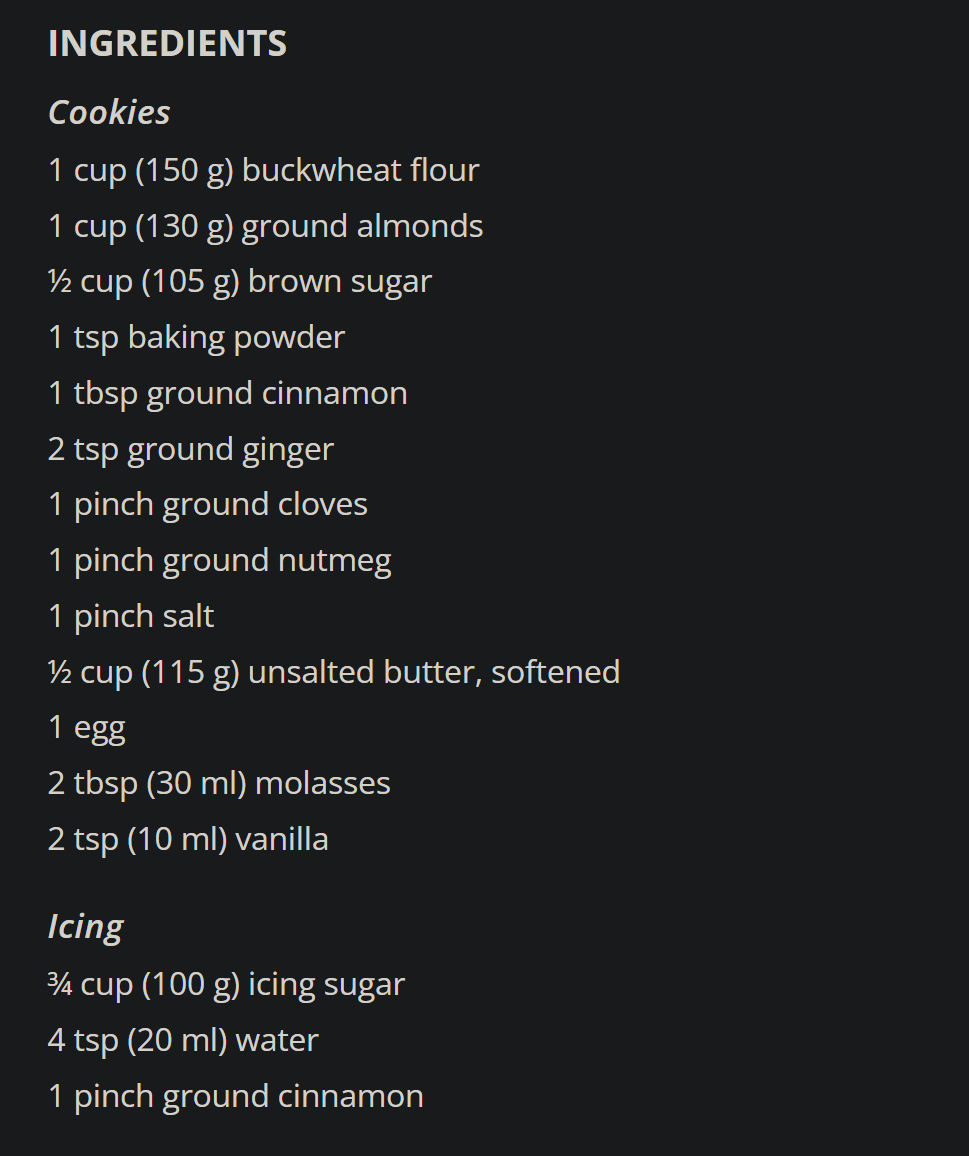 INGREDIENTS
Cookies
1 cup (150 g) buckwheat flour
1 cup (130 g) ground almonds
½ cup (105 g) brown sugar
1 tsp baking powder
1 tbsp ground cinnamon
2 tsp ground ginger
1 pinch ground cloves
1 pinch ground nutmeg
1 pinch salt
½ cup (115 g) unsalted butter, softened
1 egg
2 tbsp (30 ml) molasses
2 tsp (10 ml) vanilla
Icing
¾ cup (100 g) icing sugar
4 tsp (20 ml) water
1 pinch ground cinnamon